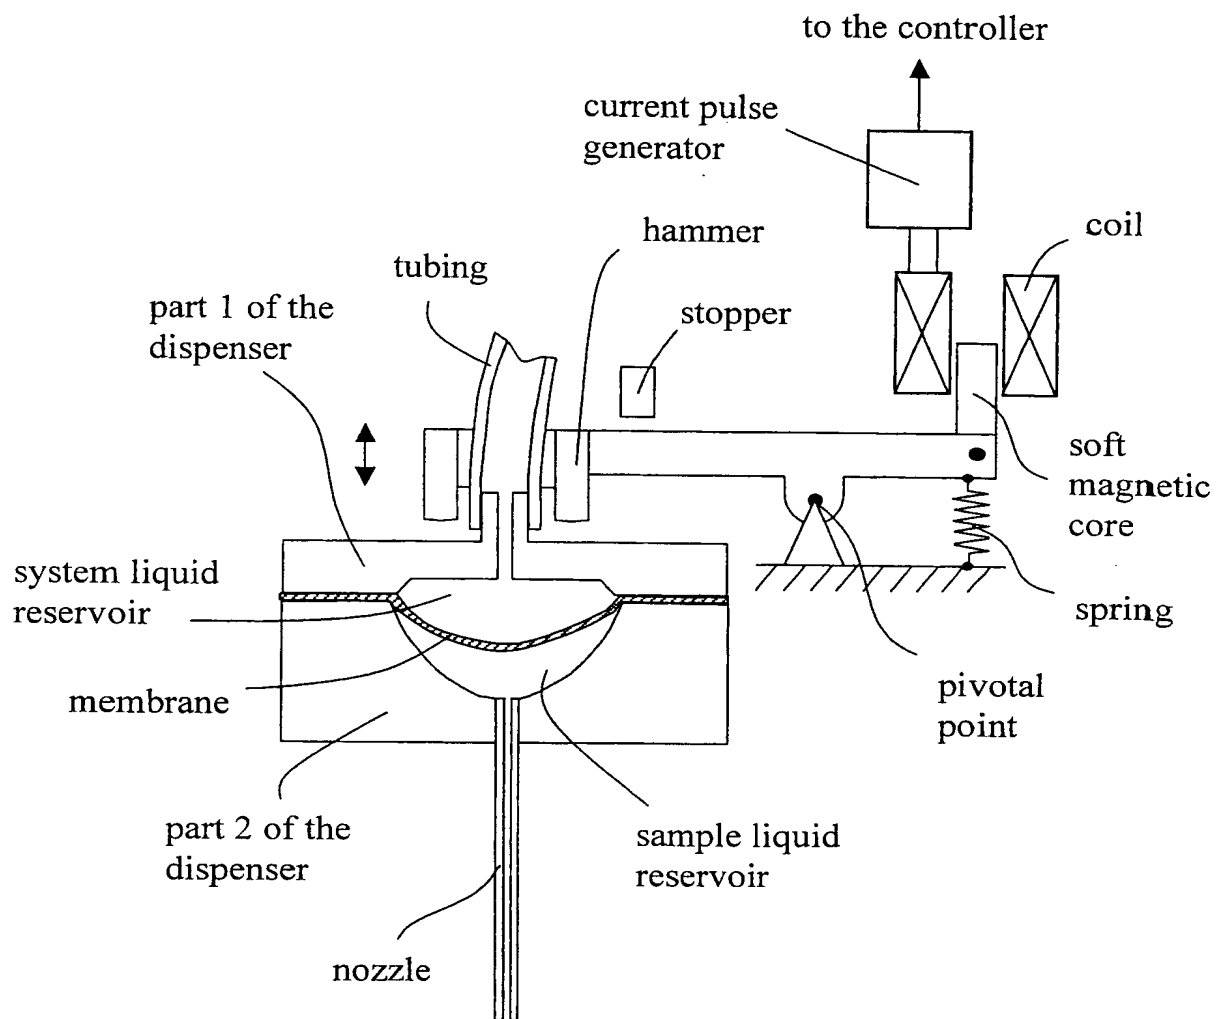 to the controller
current pulse
generator
hammer
coil
tubing
stopper
part 1 of the
dispenser
soft
magnetic
core
system liquid
reservoir
spring
membrane
pivotal
point
part 2 of the
dispenser
sample liquid
reservoir
nozzle